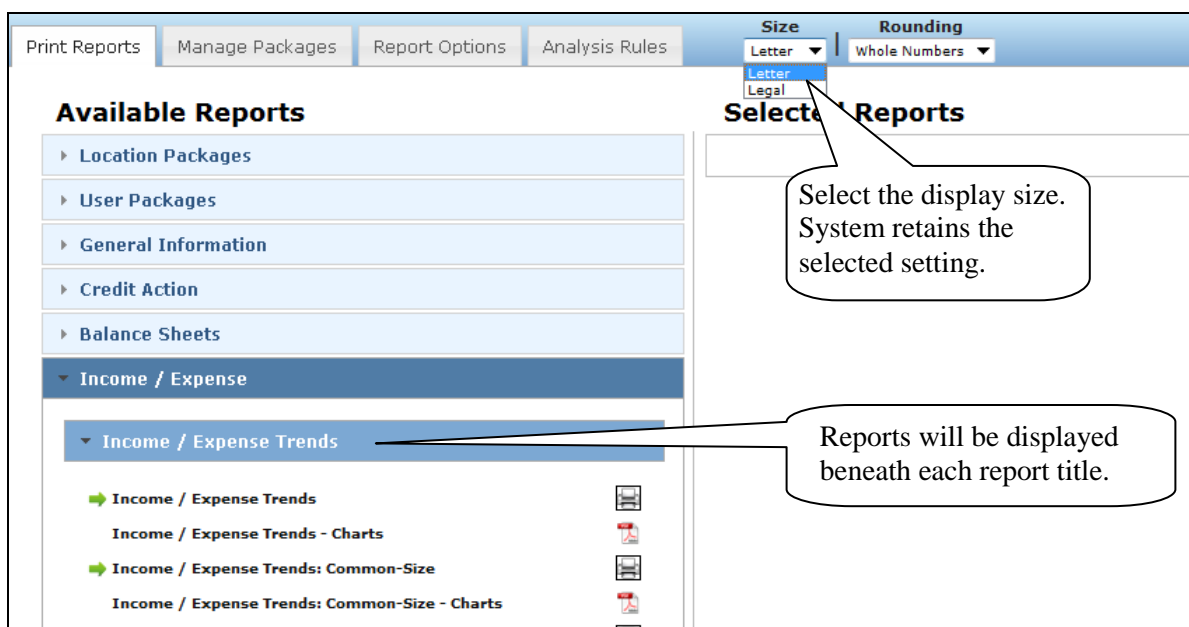 Print Reports
Manage Packages
Report Options
Analysis Rules
Size
Rounding
Letter
Whole Numbers
Letter
Legal
Available Reports
Selected Reports
Location Packages
User Packages
General Information
Credit Action
Balance Sheets
Income / Expense
Income / Expense Trends
Income / Expense Trends
Income / Expense Trends - Charts
Income / Expense Trends: Common-Size
Income / Expense Trends: Common-Size - Charts
Select the display size.
System retains the
selected setting.
Reports will be displayed
beneath each report title.